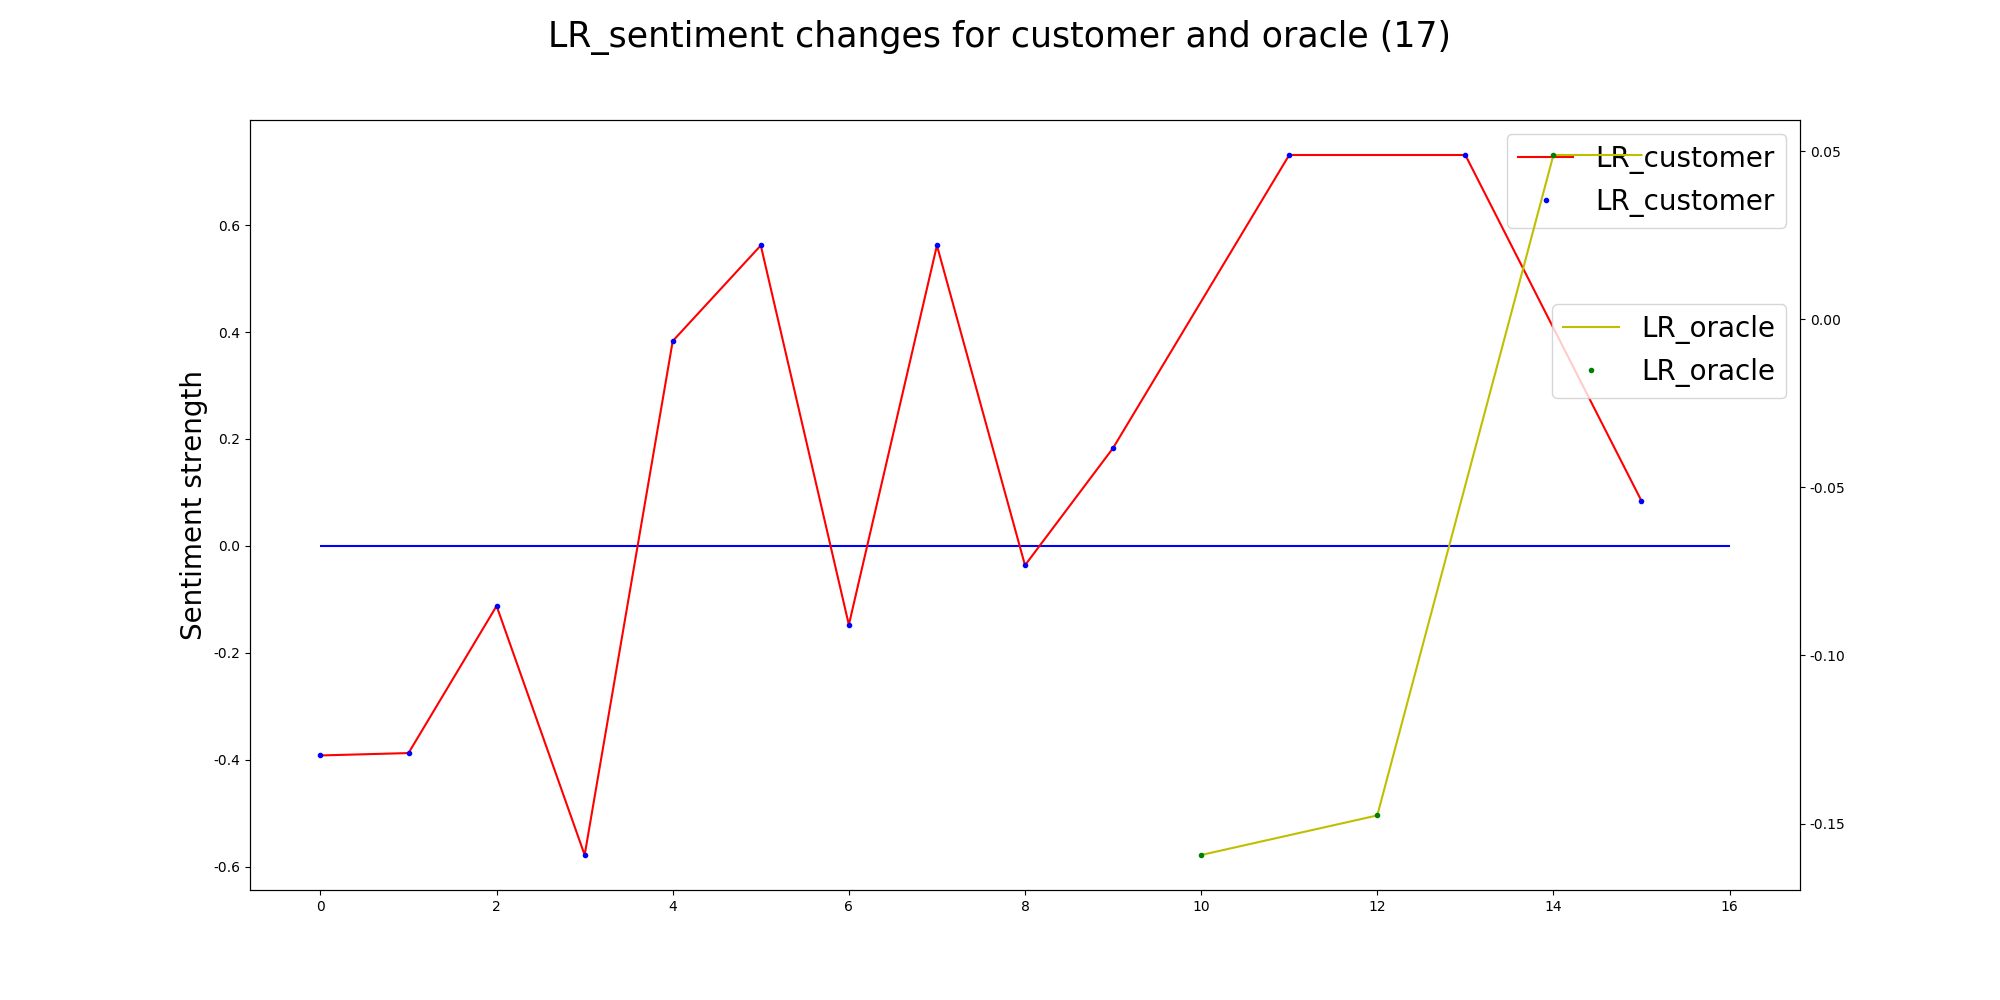 LR_sentiment changes for customer and oracle (17)
Sentiment strength
0.6
0.4
0.2
0.0
-0.2
-0.4
-0.6
0 2 4 6 8 10 12 14 16
0.05
0.00
-0.05
-0.10
-0.15
LR_customer
LR_customer
LR_oracle
LR_oracle